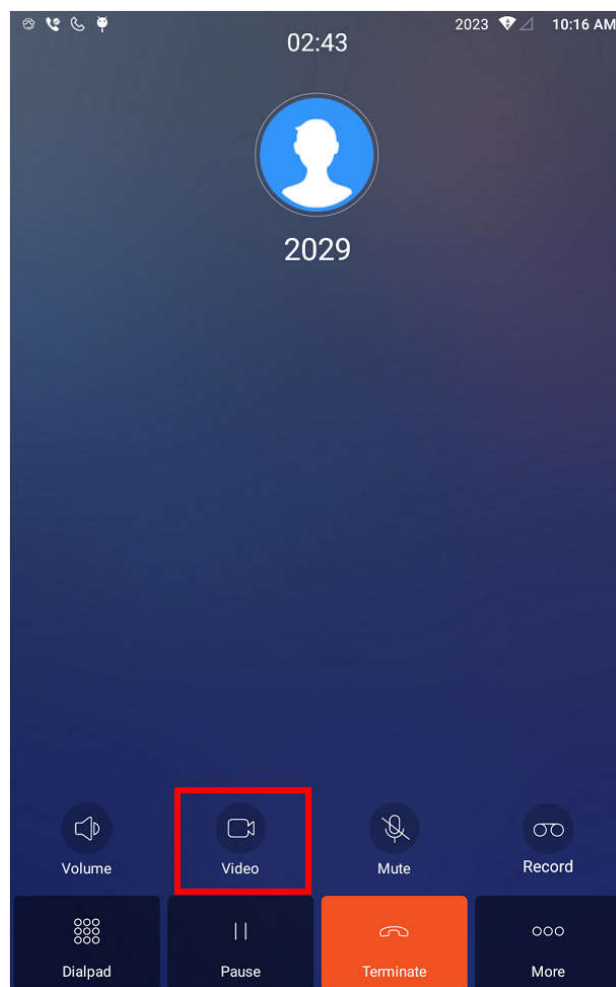 2023 10:16 AM
02:43
2029
Volume Video Mute Record
Dialpad Pause Terminate More